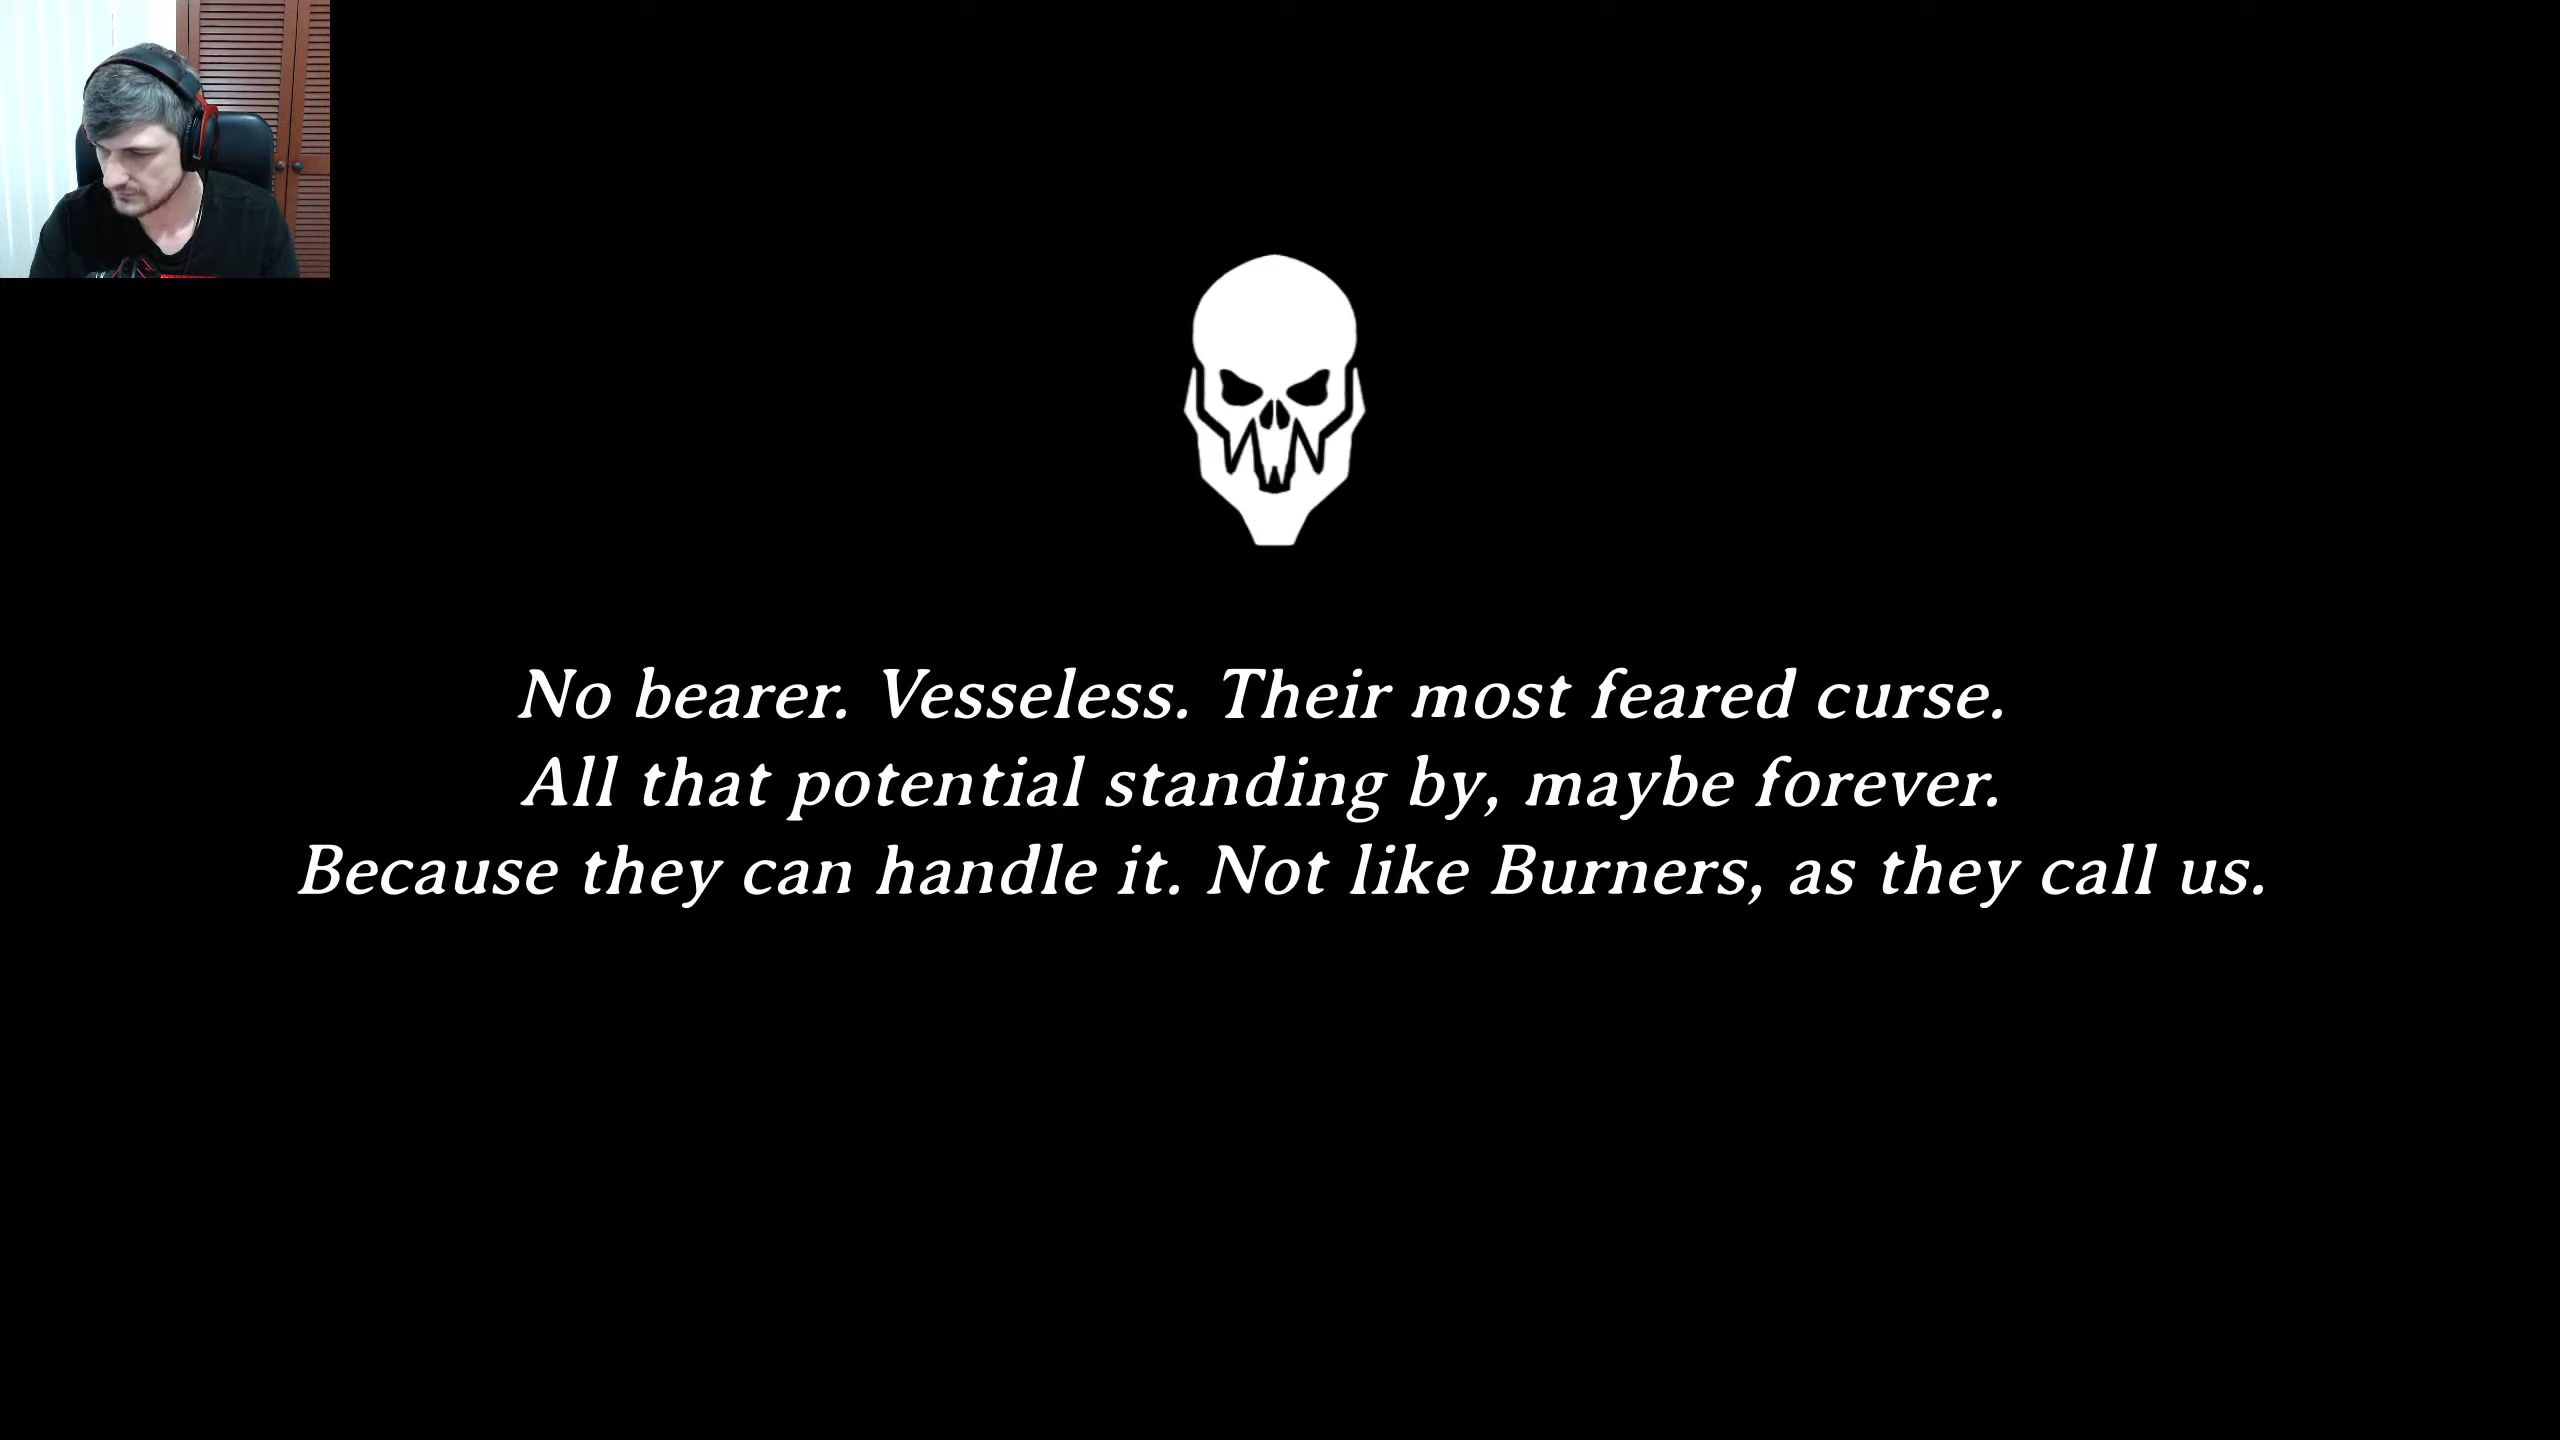 No bearer. Vesseless. Their most feared curse.
All that potential standing by, maybe forever.
Because they can handle it. Not like Burners, as they call us.